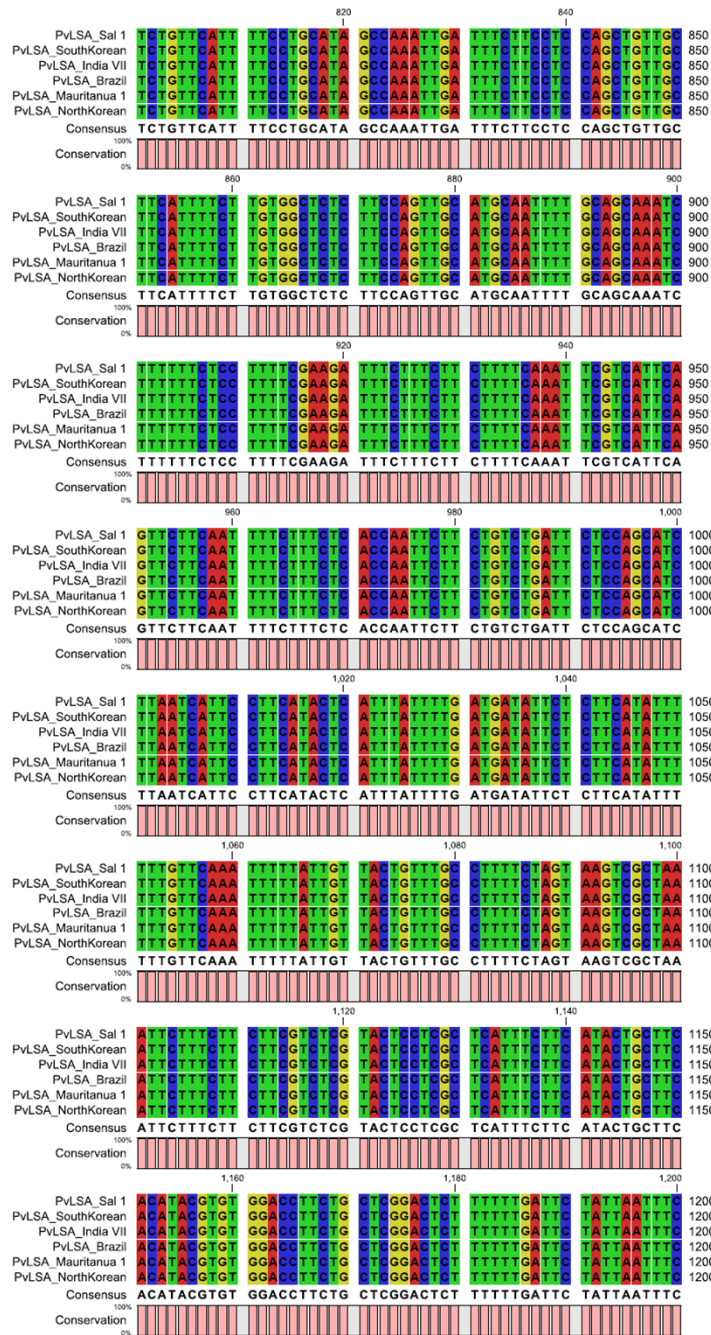 820 840
PvLSA_Sal 1 TCTGTTCATT TTCCTGCATA GCCAAATTGA TTTCTTCCTC CAGCTGTTGC 850
PvLSA_SouthKorean TCTGTTCATT TTCCTGCATA GCCAAATTGA TTTCTTCCTC CAGCTGTTGC 850
PvLSA_India VII TCTGTTCATT TTCCTGCATA GCCAAATTGA TTTCTTCCTC CAGCTGTTGC 850
PvLSA_Brazil TCTGTTCATT TTCCTGCATA GCCAAATTGA TTTCTTCCTC CAGCTGTTGC 850
PvLSA_Mauritanua 1 TCTGTTCATT TTCCTGCATA GCCAAATTGA TTTCTTCCTC CAGCTGTTGC 850
PvLSA_NorthKorean TCTGTTCATT TTCCTGCATA GCCAAATTGA TTTCTTCCTC CAGCTGTTGC 850
Consensus TCTGTTCATT TTCCTGCATA GCCAAATTGA TTTCTTCCTC CAGCTGTTGC
100%
Conservation
0%
860 880 900
PvLSA_Sal 1 TTCATTTTCT TGTGGCTCTC TTCCAGTTGC ATGCAATTTT GCAGCAAATC 900
PvLSA_SouthKorean TTCATTTTCT TGTGGCTCTC TTCCAGTTGC ATGCAATTTT GCAGCAAATC 900
PvLSA_India VII TTCATTTTCT TGTGGCTCTC TTCCAGTTGC ATGCAATTTT GCAGCAAATC 900
PvLSA_Brazil TTCATTTTCT TGTGGCTCTC TTCCAGTTGC ATGCAATTTT GCAGCAAATC 900
PvLSA_Mauritanua 1 TTCATTTTCT TGTGGCTCTC TTCCAGTTGC ATGCAATTTT GCAGCAAATC 900
PvLSA_NorthKorean TTCATTTTCT TGTGGCTCTC TTCCAGTTGC ATGCAATTTT GCAGCAAATC 900
Consensus TTCATTTTCT TGTGGCTCTC TTCCAGTTGC ATGCAATTTT GCAGCAAATC
100%
Conservation
0%
920 940
PvLSA_Sal 1 TTTTTTCTCC TTTTCGAAGA TTTCTTTCTT CTTTTCAAAT TCGTCATTCA 950
PvLSA_SouthKorean TTTTTTCTCC TTTTCGAAGA TTTCTTTCTT CTTTTCAAAT TCGTCATTCA 950
PvLSA_India VII TTTTTTCTCC TTTTCGAAGA TTTCTTTCTT CTTTTCAAAT TCGTCATTCA 950
PvLSA_Brazil TTTTTTCTCC TTTTCGAAGA TTTCTTTCTT CTTTTCAAAT TCGTCATTCA 950
PvLSA_Mauritanua 1 TTTTTTCTCC TTTTCGAAGA TTTCTTTCTT CTTTTCAAAT TCGTCATTCA 950
PvLSA_NorthKorean TTTTTTCTCC TTTTCGAAGA TTTCTTTCTT CTTTTCAAAT TCGTCATTCA 950
Consensus TTTTTTCTCC TTTTCGAAGA TTTCTTTCTT CTTTTCAAAT TCGTCATTCA
100%
Conservation
0%
960 980 1,000
PvLSA_Sal 1 GTTCTTCAAT TTTCTTTCTC ACCAATTCTT CTGTCTGATT CTCCAGCATC 1000
PvLSA_SouthKorean GTTCTTCAAT TTTCTTTCTC ACCAATTCTT CTGTCTGATT CTCCAGCATC 1000
PvLSA_India VII GTTCTTCAAT TTTCTTTCTC ACCAATTCTT CTGTCTGATT CTCCAGCATC 1000
PvLSA_Brazil GTTCTTCAAT TTTCTTTCTC ACCAATTCTT CTGTCTGATT CTCCAGCATC 1000
PvLSA_Mauritanua 1 GTTCTTCAAT TTTCTTTCTC ACCAATTCTT CTGTCTGATT CTCCAGCATC 1000
PvLSA_NorthKorean GTTCTTCAAT TTTCTTTCTC ACCAATTCTT CTGTCTGATT CTCCAGCATC 1000
Consensus GTTCTTCAAT TTTCTTTCTC ACCAATTCTT CTGTCTGATT CTCCAGCATC
100%
Conservation
0%
1,020 1,040
PvLSA_Sal 1 TTAATCATTC CTTCATACTC ATTTATTTTG ATGATATTCT CTTCATATTT 1050
PvLSA_SouthKorean TTAATCATTC CTTCATACTC ATTTATTTTG ATGATATTCT CTTCATATTT 1050
PvLSA_India VII TTAATCATTC CTTCATACTC ATTTATTTTG ATGATATTCT CTTCATATTT 1050
PvLSA_Brazil TTAATCATTC CTTCATACTC ATTTATTTTG ATGATATTCT CTTCATATTT 1050
PvLSA_Mauritanua 1 TTAATCATTC CTTCATACTC ATTTATTTTG ATGATATTCT CTTCATATTT 1050
PvLSA_NorthKorean TTAATCATTC CTTCATACTC ATTTATTTTG ATGATATTCT CTTCATATTT 1050
Consensus TTAATCATTC CTTCATACTC ATTTATTTTG ATGATATTCT CTTCATATTT
100%
Conservation
0%
1,060 1,080 1,100
PvLSA_Sal 1 TTTGTTCAAA TTTTTATTGT TACTGTTTGC CTTTTCTAGT AAGTCGCTAA 1100
PvLSA_SouthKorean TTTGTTCAAA TTTTTATTGT TACTGTTTGC CTTTTCTAGT AAGTCGCTAA 1100
PvLSA_India VII TTTGTTCAAA TTTTTATTGT TACTGTTTGC CTTTTCTAGT AAGTCGCTAA 1100
PvLSA_Brazil TTTGTTCAAA TTTTTATTGT TACTGTTTGC CTTTTCTAGT AAGTCGCTAA 1100
PvLSA_Mauritanua 1 TTTGTTCAAA TTTTTATTGT TACTGTTTGC CTTTTCTAGT AAGTCGCTAA 1100
PvLSA_NorthKorean TTTGTTCAAA TTTTTATTGT TACTGTTTGC CTTTTCTAGT AAGTCGCTAA 1100
Consensus TTTGTTCAAA TTTTTATTGT TACTGTTTGC CTTTTCTAGT AAGTCGCTAA
100%
Conservation
0%
1,120 1,140
PvLSA_Sal 1 ATTCTTTCTT CTTCGTCTCG TACTCCTCGC TCATTTCTTC ATACTGCTTC 1150
PvLSA_SouthKorean ATTCTTTCTT CTTCGTCTCG TACTCCTCGC TCATTTCTTC ATACTGCTTC 1150
PvLSA_India VII ATTCTTTCTT CTTCGTCTCG TACTCCTCGC TCATTTCTTC ATACTGCTTC 1150
PvLSA_Brazil ATTCTTTCTT CTTCGTCTCG TACTCCTCGC TCATTTCTTC ATACTGCTTC 1150
PvLSA_Mauritanua 1 ATTCTTTCTT CTTCGTCTCG TACTCCTCGC TCATTTCTTC ATACTGCTTC 1150
PvLSA_NorthKorean ATTCTTTCTT CTTCGTCTCG TACTCCTCGC TCATTTCTTC ATACTGCTTC 1150
Consensus ATTCTTTCTT CTTCGTCTCG TACTCCTCGC TCATTTCTTC ATACTGCTTC
100%
Conservation
0%
1,160 1,180 1,200
PvLSA_Sal 1 ACATACGTGT GGACCTTCTG CTCGGACTCT TTTTTGATTC TATTAATTTC 1200
PvLSA_SouthKorean ACATACGTGT GGACCTTCTG CTCGGACTCT TTTTTGATTC TATTAATTTC 1200
PvLSA_India VII ACATACGTGT GGACCTTCTG CTCGGACTCT TTTTTGATTC TATTAATTTC 1200
PvLSA_Brazil ACATACGTGT GGACCTTCTG CTCGGACTCT TTTTTGATTC TATTAATTTC 1200
PvLSA_Mauritanua 1 ACATACGTGT GGACCTTCTG CTCGGACTCT TTTTTGATTC TATTAATTTC 1200
PvLSA_NorthKorean ACATACGTGT GGACCTTCTG CTCGGACTCT TTTTTGATTC TATTAATTTC 1200
Consensus ACATACGTGT GGACCTTCTG CTCGGACTCT TTTTTGATTC TATTAATTTC
100%
Conservation
0%